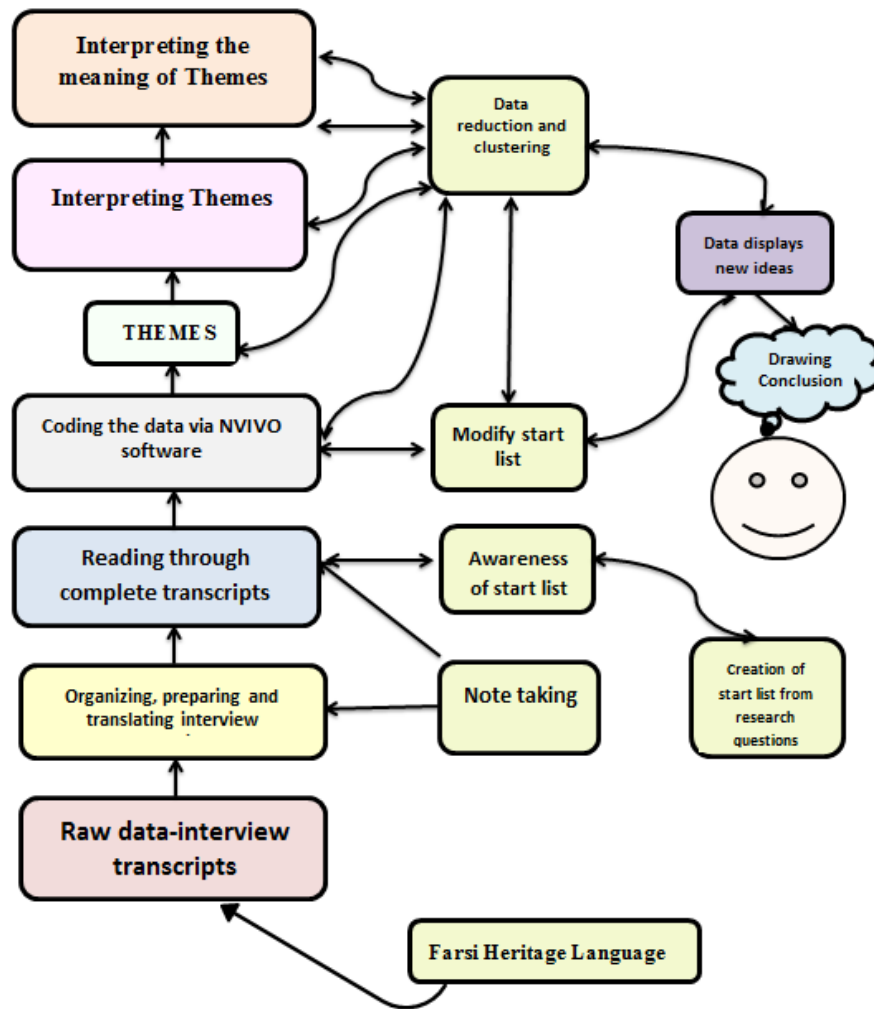 Interpreting the
meaning of Themes
Data
reduction and
clustering
Interpreting Themes
Data displays
new ideas
THEMES
Drawing
Conclusion
Coding the data via NVIVO
software
Modify start
list
Reading through
complete transcripts
Awareness
of start list
Organizing, preparing and
translating interview
Note taking
Creation of
start list from
research
questions
Raw data-interview
transcripts
Farsi Heritage Language